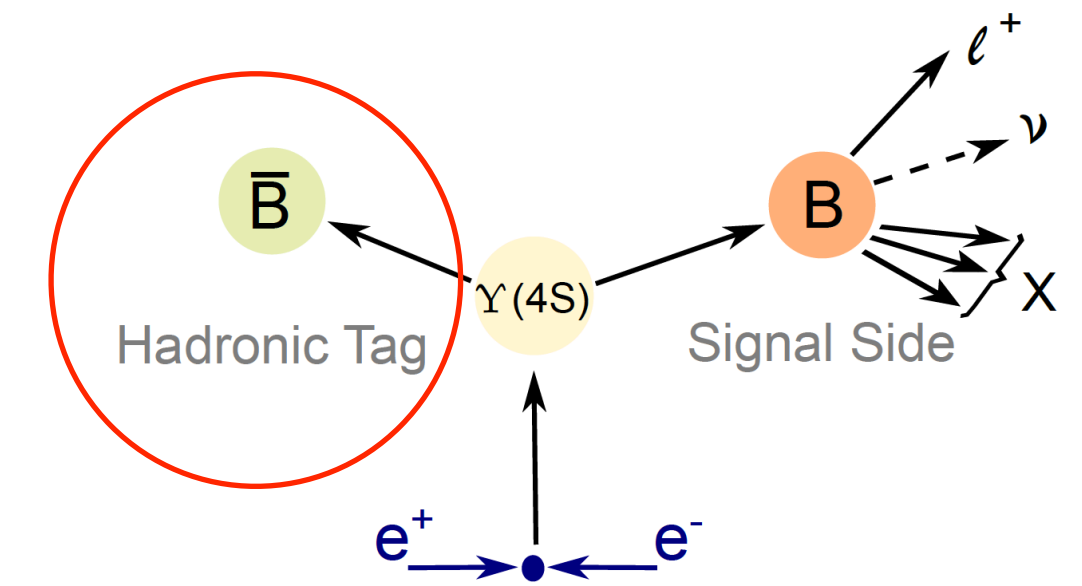 ℓ⁺
ν
B̅
B
ϒ(4S)
X
Hadronic Tag
Signal Side
e⁺
e⁻